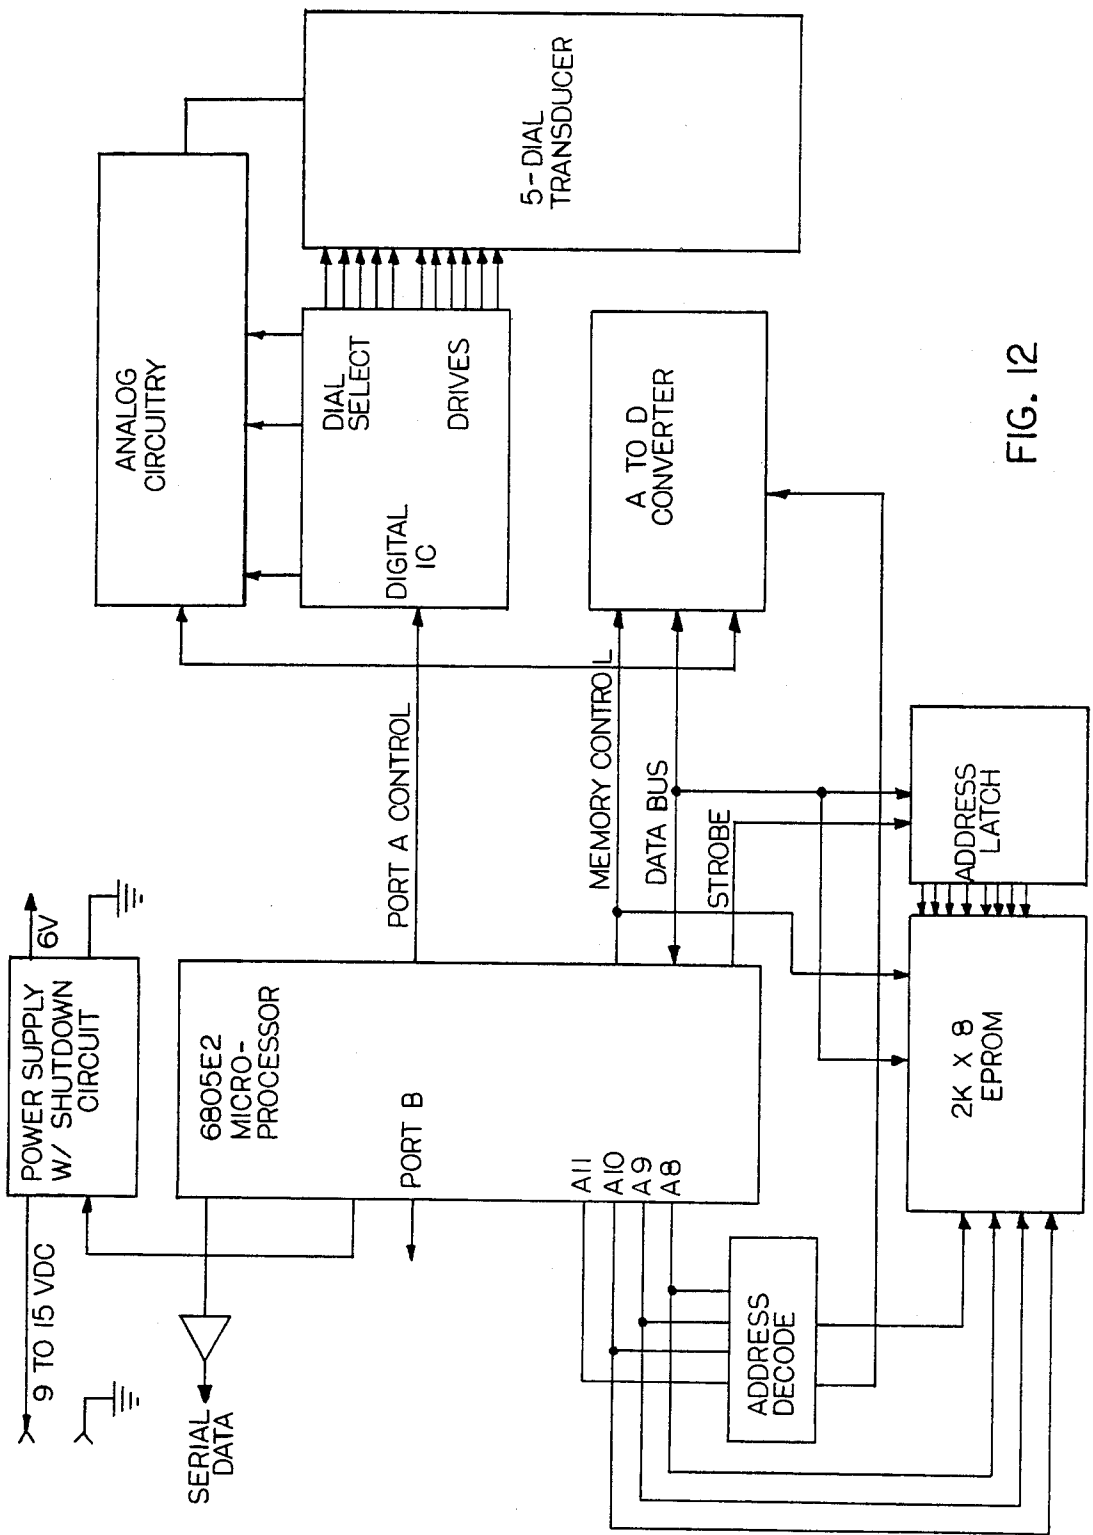 9 TO 15 VDC
POWER SUPPLY
W/ SHUTDOWN
CIRCUIT
6V
SERIAL
DATA
6805E2
MICRO-
PROCESSOR
PORT B
A11
A10
A9
A8
PORT A CONTROL
MEMORY CONTROL
DATA BUS
STROBE
ANALOG
CIRCUITRY
DIGITAL
IC
DIAL
SELECT
DRIVES
5-DIAL
TRANSDUCER
A TO D
CONVERTER
ADDRESS
DECODE
2K X 8
EPROM
ADDRESS
LATCH
FIG. 12